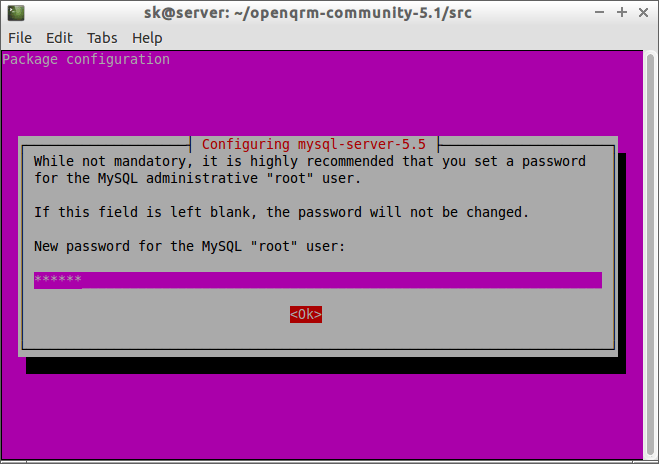 sk@server: ~/openqrm-community-5.1/src
File Edit Tabs Help
Package configuration
Configuring mysql-server-5.5
While not mandatory, it is highly recommended that you set a password
for the MySQL administrative "root" user.
If this field is left blank, the password will not be changed.
New password for the MySQL "root" user:
******
<Ok>